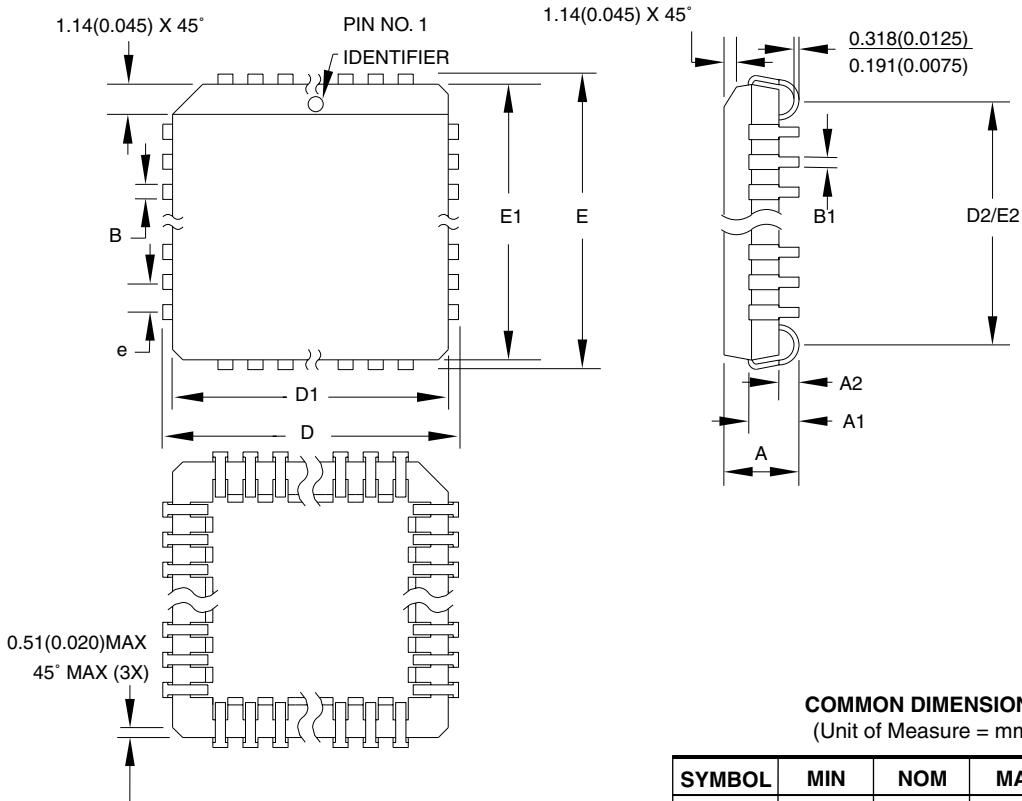 1.14(0.045) X 45˚
PIN NO. 1
IDENTIFIER
1.14(0.045) X 45˚
0.318(0.0125)
0.191(0.0075)
E1
E
B
e
B1
D2/E2
D1
D
A2
A1
A
0.51(0.020)MAX
45˚ MAX (3X)
COMMON DIMENSION
(Unit of Measure = mm
SYMBOL MIN NOM MA